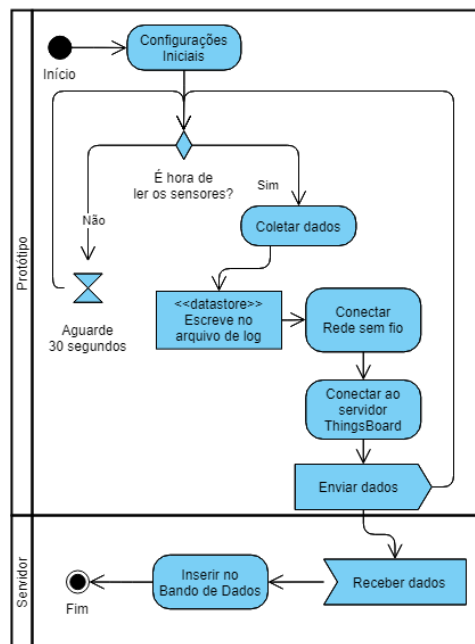 Protótipo
Início
Configurações
Iniciais
É hora de
ler os sensores?
Não
Sim
Aguarde
30 segundos
Coletar dados
<<datastore>>
Escreve no
arquivo de log
Conectar
Rede sem fio
Conectar ao
servidor
ThingsBoard
Enviar dados
Servidor
Receber dados
Inserir no
Bando de Dados
Fim